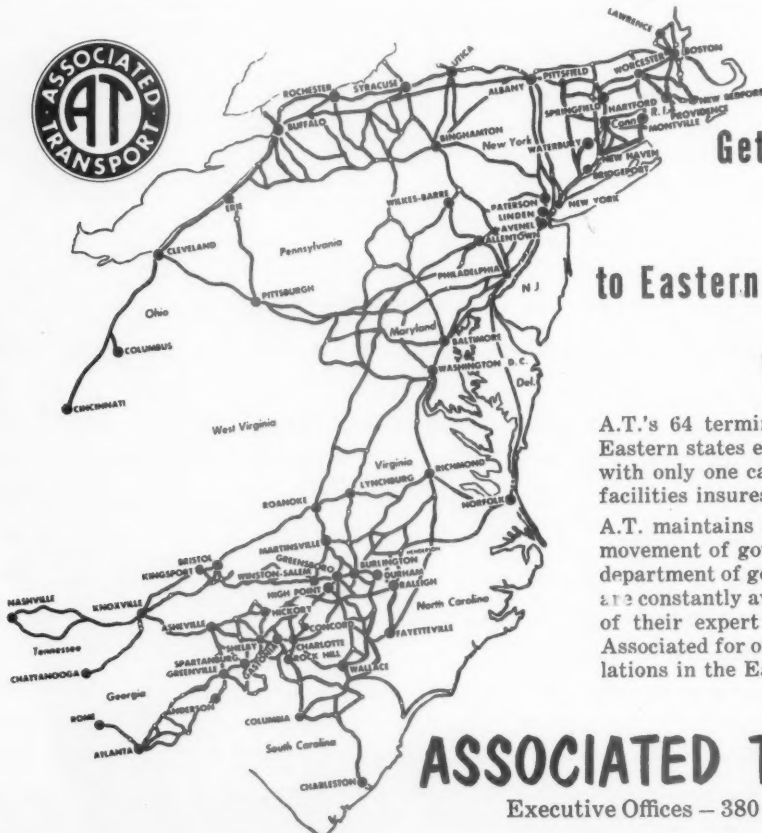 ASSOCIATED TRANSPORT
AT
LAWRENCE
BOSTON
WORCESTER
UTICA
ROCHESTER
SYRACUSE
ALBANY
PITTSFIELD
BUFFALO
SPRINGFIELD
HARTFORD
R.I.
NEW BEDFORD
PROVIDENCE
Conn
MONTVILLE
BINGHAMTON
New York
WATERBURY
NEW HAVEN
BRIDGEPORT
Get
ERIE
WILKES-BARRE
PATERSON
NEW YORK
LINDEN
AVENEL
ALLENTOWN
CLEVELAND
Pennsylvania
PHILADELPHIA
PITTSBURGH
N J
to Eastern
Ohio
Maryland
COLUMBUS
BALTIMORE
WASHINGTON D. C.
Del.
CINCINNATI
West Virginia
A.T.'s 64 termin
Eastern states e
with only one ca
facilities insures
Virginia
RICHMOND
LYNCHBURG
ROANOKE
NORFOLK
A.T. maintains
movement of gov
department of go
are constantly av
of their expert
Associated for o
lations in the Ea
MARTINSVILLE
HENDERSON
BRISTOL
GREENSBORO
BURLINGTON
KINGSPORT
WINSTON-SALEM
DURHAM
HIGH POINT
RALEIGH
NASHVILLE
KNOXVILLE
HICKORY
North Carolina
ASHEVILLE
CONCORD
Tennessee
SHELBY
CHARLOTTE
FAYETTEVILLE
SPARTANBURG
GASTONIA
ROCK HILL
CHATTANOOGA
GREENVILLE
WALLACE
Georgia
ANDERSON
ROME
COLUMBIA
ATLANTA
South Carolina
CHARLESTON
ASSOCIATED T
Executive Offices — 380